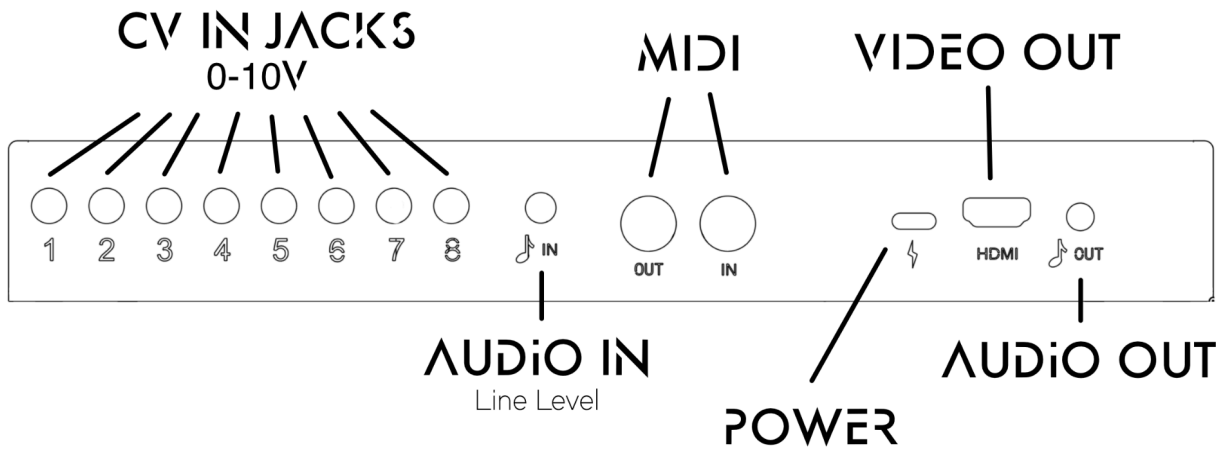 CV IN JACKS
0-10V
MIDI
VIDEO OUT
1 2 3 4 5 6 7 8
IN
OUT
IN
HDMI
OUT
AUDiO IN
Line Level
POWER
AUDiO OUT